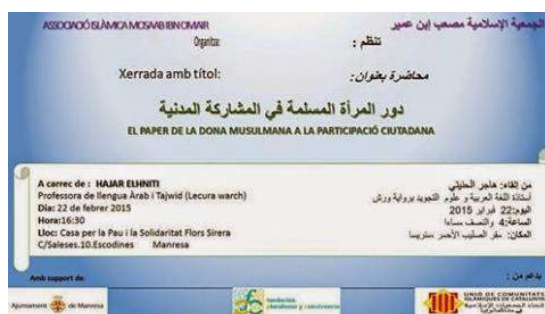 ASSOCIACIÓ ISLÀMICA MOSAAB IBN OMAIR
الجمعية الإسلامية مصعب إبن عمير
Organitza:
تنظم :
Xerrada amb títol:
محاضرة بعنوان:
دور المرأة المسلمة في المشاركة المدنية
EL PAPER DE LA DONA MUSULMANA A LA PARTICIPACIÓ CIUTADANA
A carrec de : HAJAR ELHNITI
Professora de llengua Àrab i Tajwid (Lecura warch)
Dia: 22 de febrer 2015
Hora:16:30
Lloc: Casa per la Pau i la Solidaritat Flors Sirera
C/Saleses.10.Escodines Manresa
من إلقاء: هاجر الحنيتي
أستاذة اللغة العربية و علوم التجويد برواية ورش
اليوم:22 فبراير 2015
الساعة:4 والنصف مساءا
المكان: مقر الصليب الأحمر
Amb support de:
بدعم من :
Ajuntament de Manresa
fundación
pluralismo y convivencia
UNIÓ DE COMUNITATS
ISLÀMIQUES DE CATALUNYA